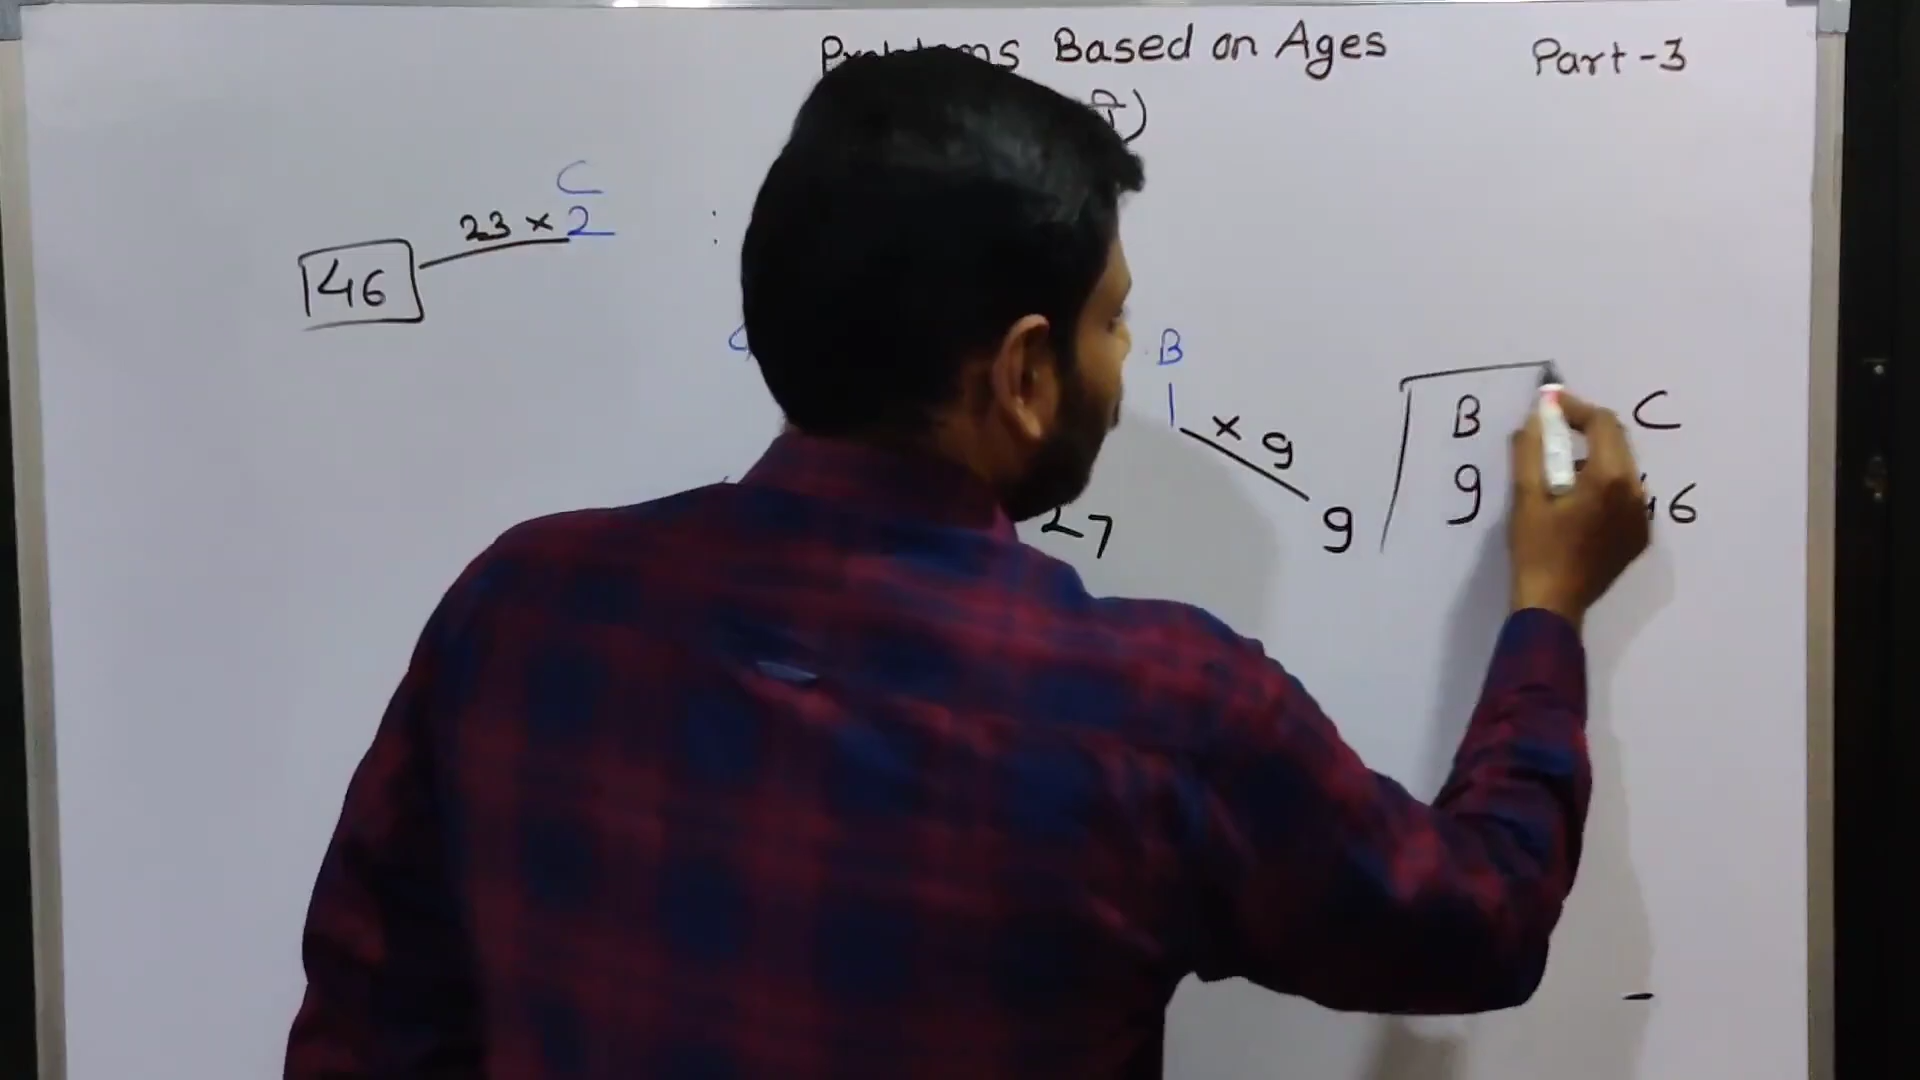 Problems Based on Ages Part-3
C
23 × 2 :
46
B
1 × 9
27 9
B C
9 46
-